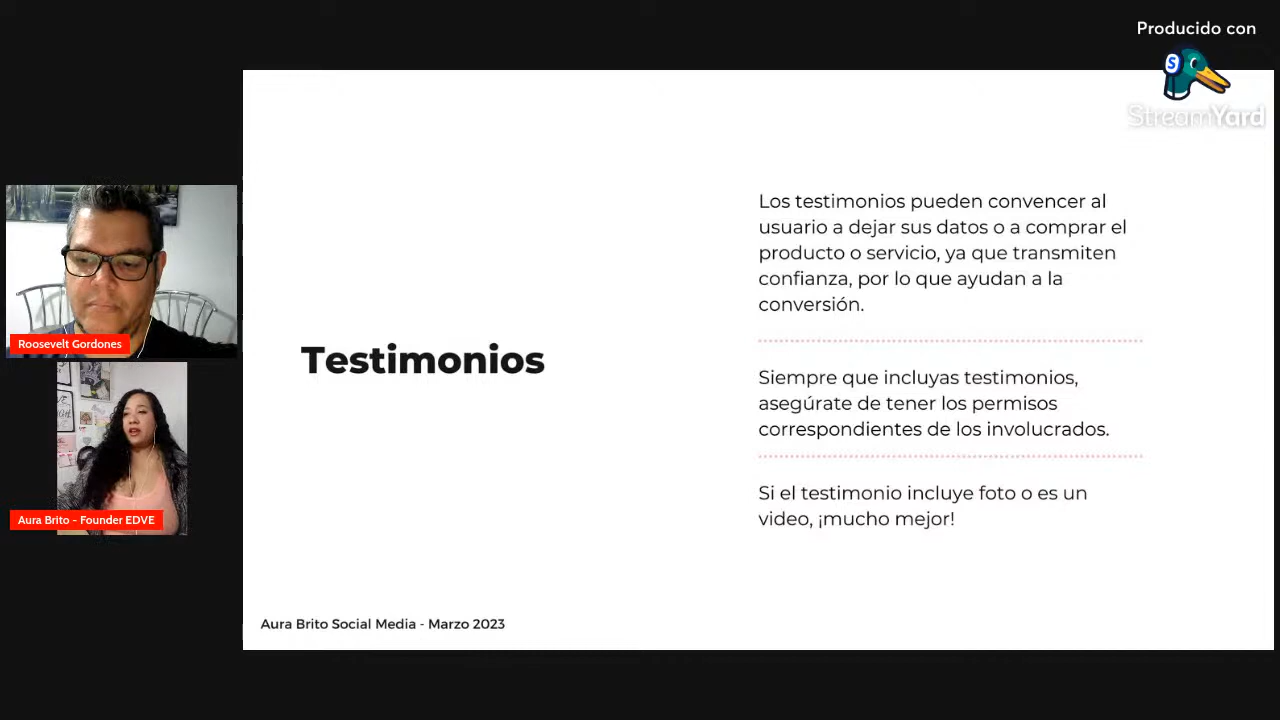 Producido con
S
StreamYard
Los testimonios pueden convencer al
usuario a dejar sus datos o a comprar el
producto o servicio, ya que transmiten
confianza, por lo que ayudan a la
conversión.
Testimonios
Siempre que incluyas testimonios,
asegúrate de tener los permisos
correspondientes de los involucrados.
Si el testimonio incluye foto o es un
video, ¡mucho mejor!
Aura Brito Social Media - Marzo 2023
Roosevelt Gordones
Aura Brito - Founder EDVE